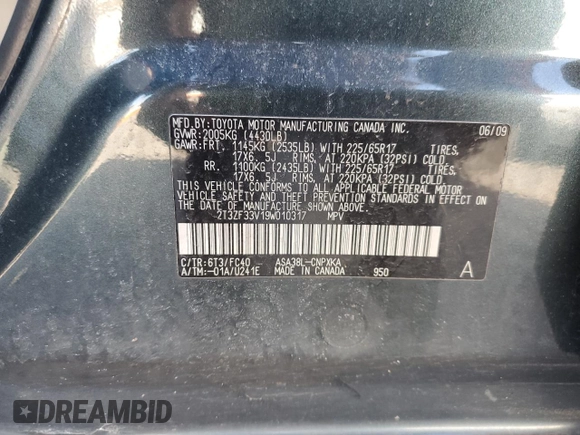 MFD.BY:TOYOTA MOTOR MANUFACTURING CANADA INC. 06/09
GVWR:2005KG (4430LB)
GAWR:FRT. 1145KG (2535LB) WITH 225/65R17 TIRES,
17X6. 5J RIMS, AT 220KPA (32PSI) COLD
RR. 1100KG (2435LB) WITH 225/65R17 TIRES,
17X6. 5J RIMS, AT 220KPA (32PSI) COLD
THIS VEHICLE CONFORMS TO ALL APPLICABLE FEDERAL MOTOR
VEHICLE SAFETY AND THEFT PREVENTION STANDARDS IN EFFECT ON
THE DATE OF MANUFACTURE SHOWN ABOVE.
2T3ZF33V19W010317 MPV
C/TR:6T3/FC40 ASA38L-CNPXKA
A/TM:-01A/U241E MADE IN CANADA 950 A
DREAMBID